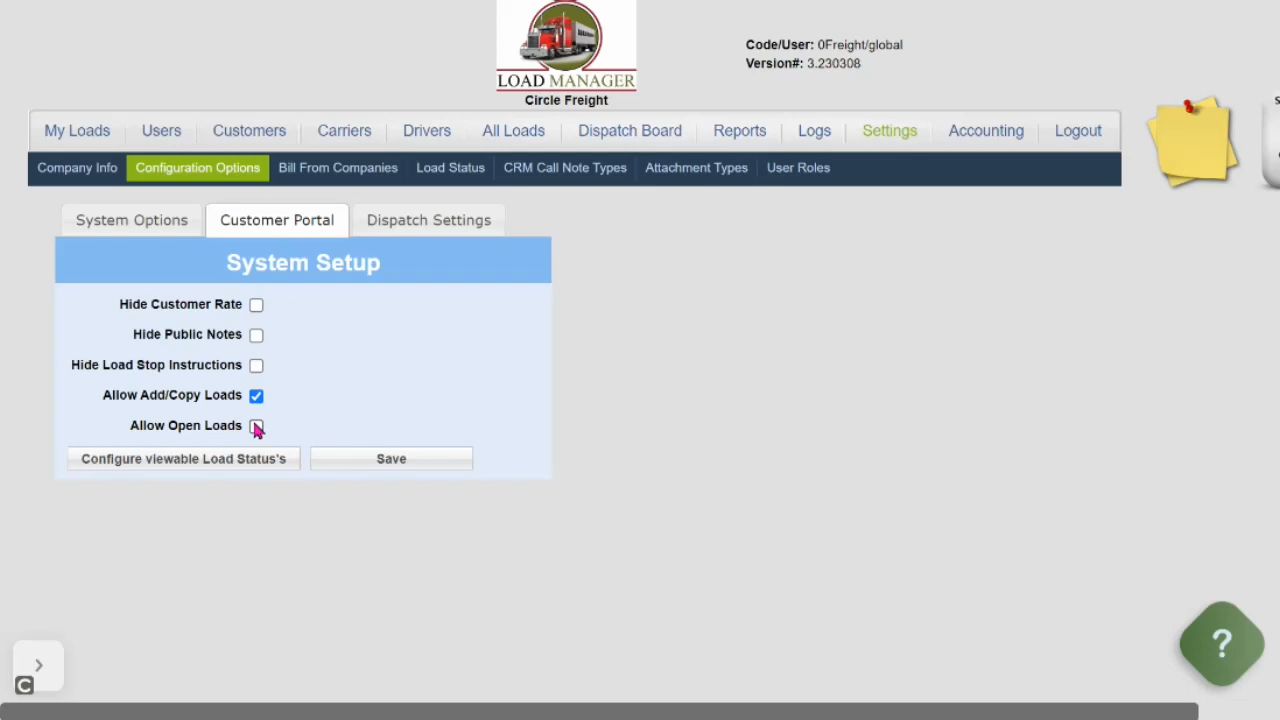 LOAD MANAGER
Circle Freight
Code/User: 0Freight/global
Version#: 3.230308
S
My Loads Users Customers Carriers Drivers All Loads Dispatch Board Reports Logs Settings Accounting Logout
Company Info Configuration Options Bill From Companies Load Status CRM Call Note Types Attachment Types User Roles
System Options Customer Portal Dispatch Settings
System Setup
Hide Customer Rate
Hide Public Notes
Hide Load Stop Instructions
Allow Add/Copy Loads
Allow Open Loads
Configure viewable Load Status's Save
?
C